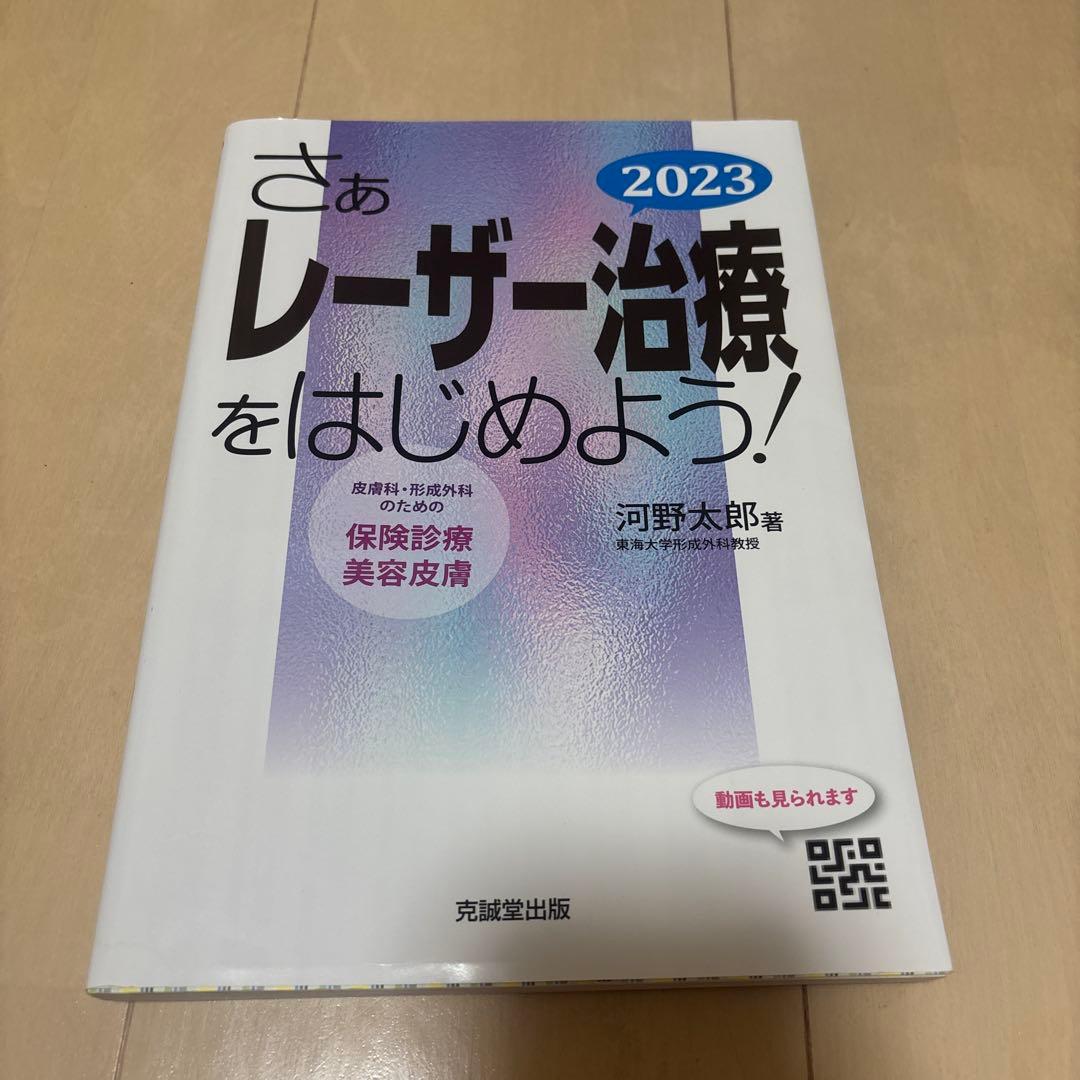 さぁ
2023
レーザー治療
をはじめよう!
皮膚科・形成外科
のための
保険診療
美容皮膚
河野太郎著
東海大学形成外科教授
動画も見られます
克誠堂出版